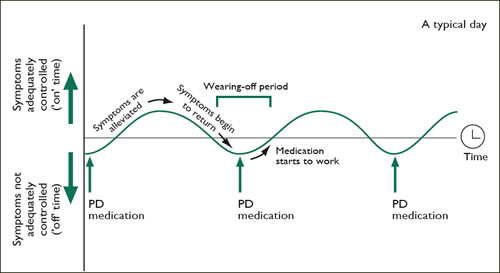 A typical day
Symptoms
adequately
controlled
('on' time)
Symptoms not
adequately
controlled
('off' time)
Symptoms are
alleviated
Symptoms begin
to return
Wearing-off period
Medication
starts to work
Time
PD
medication
PD
medication
PD
medication